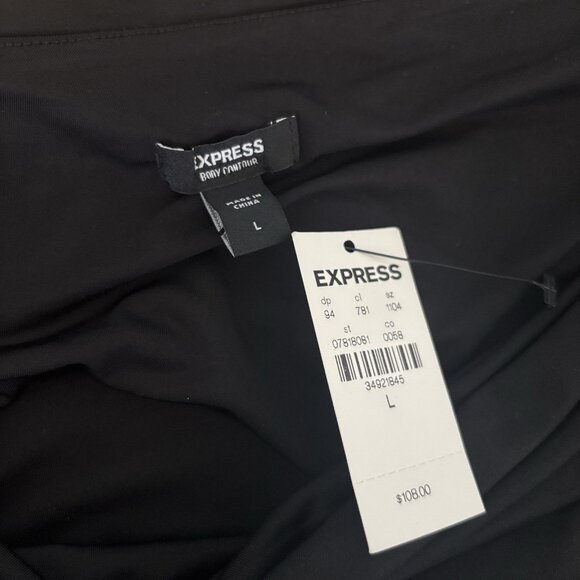 EXPRESS
BODY CONTOUR
MADE IN
CHINA
L
EXPRESS
dp cl sz
94 781 1104
st co
07818081 0058
34921845
L
$108.00